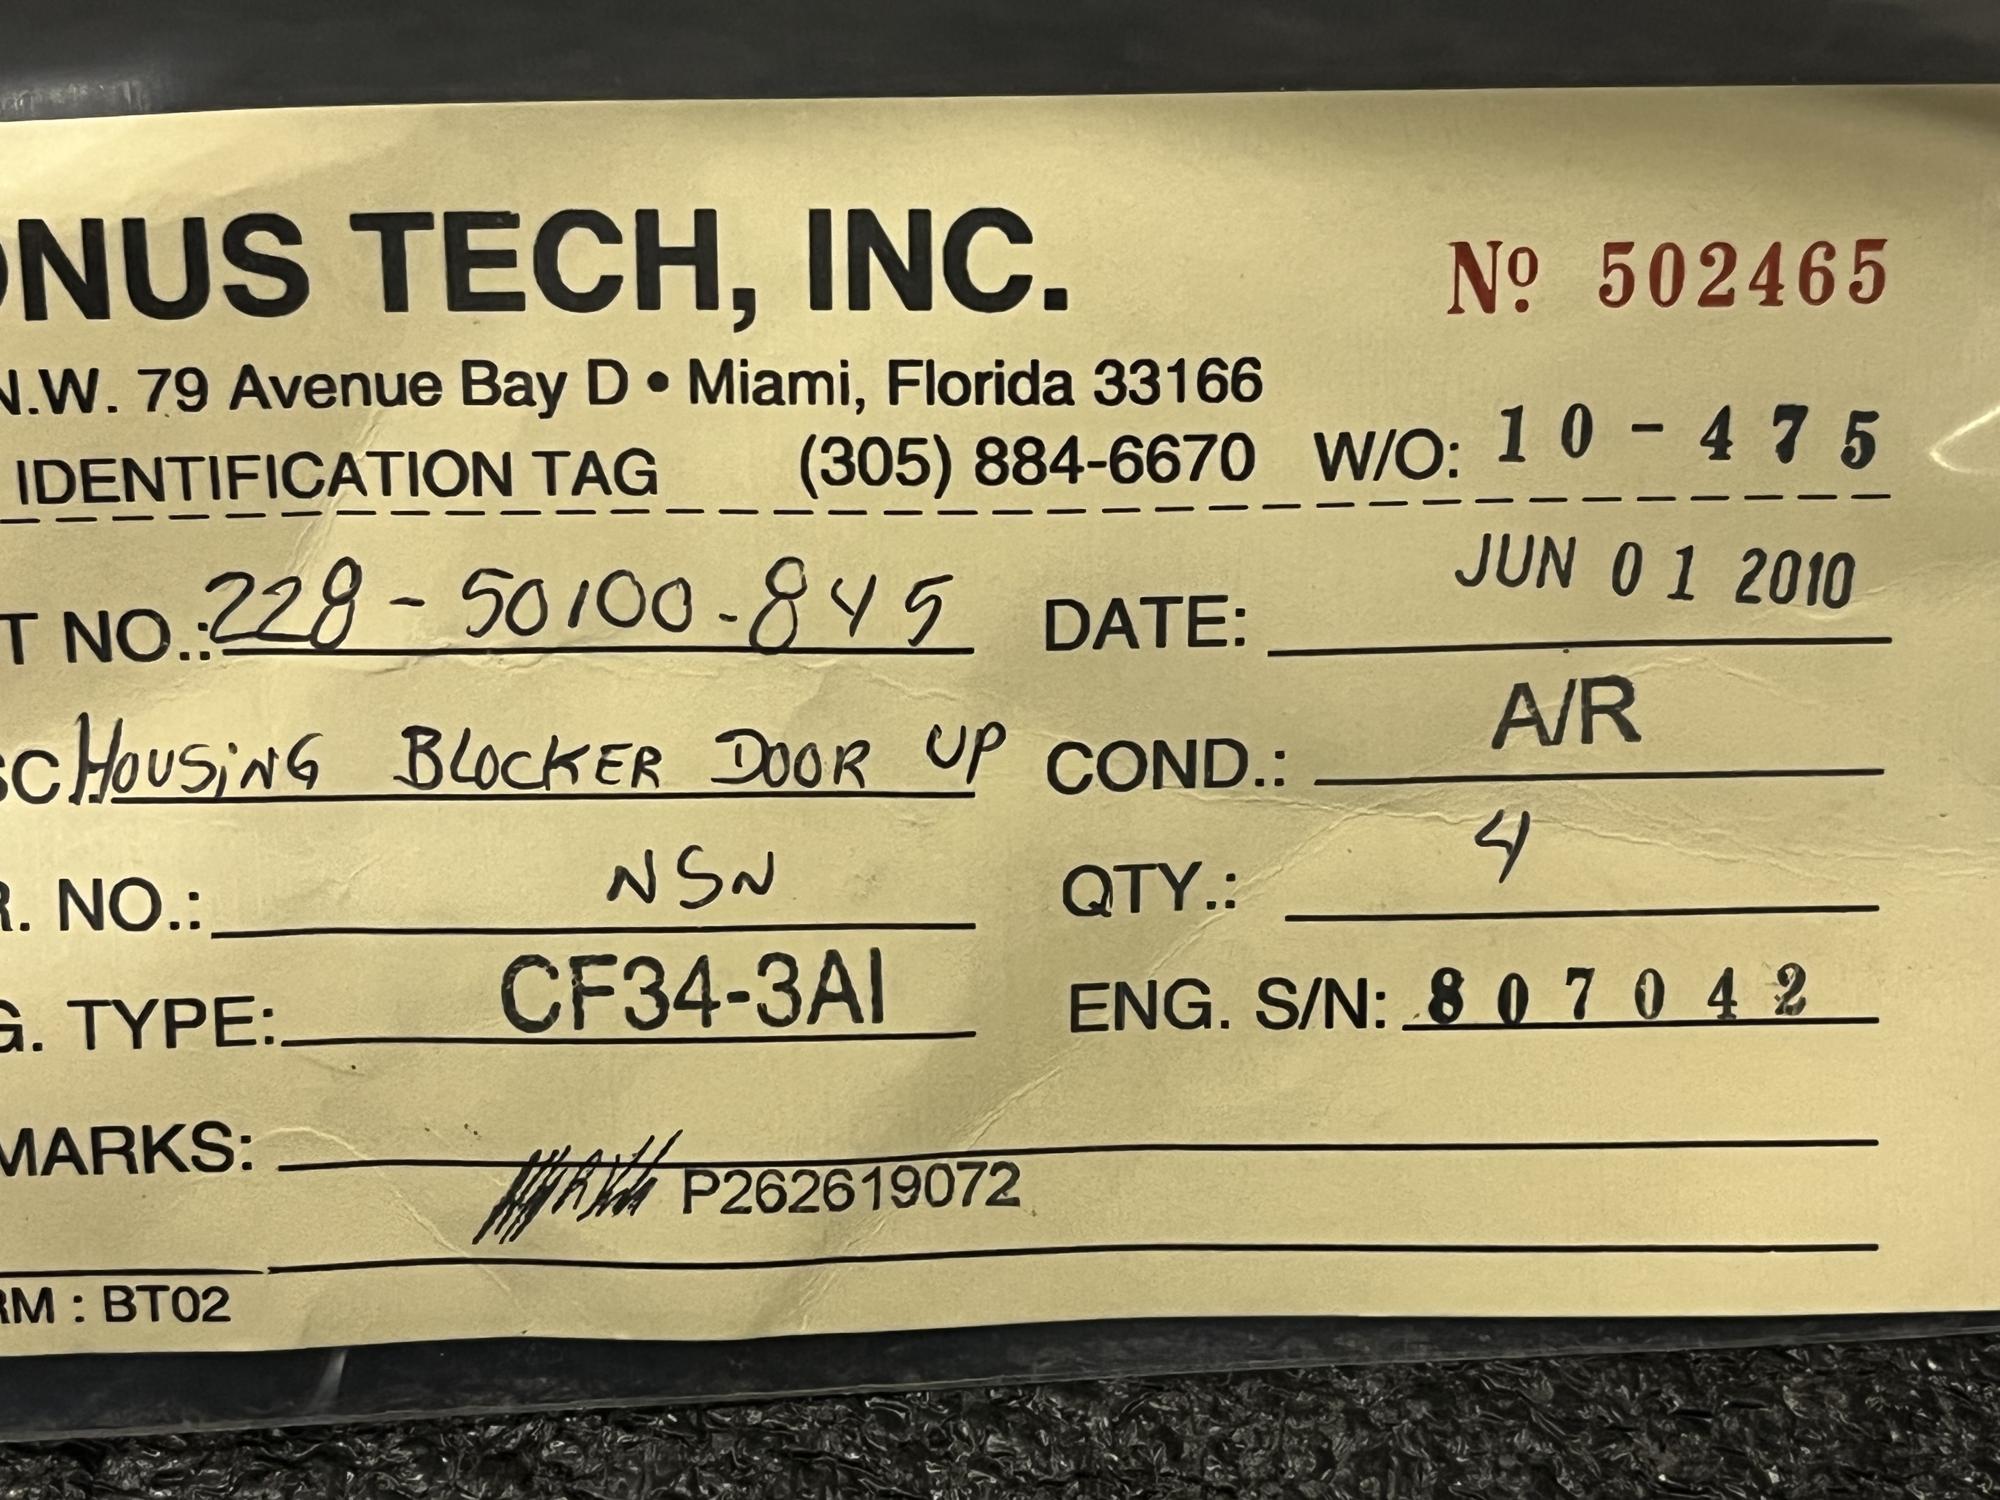 ONUS TECH, INC. Nº 502465
N.W. 79 Avenue Bay D • Miami, Florida 33166
IDENTIFICATION TAG (305) 884-6670 W/O: 10-475
T NO.: 228-50100-845 DATE: JUN 01 2010
SC HOUSING BLOCKER DOOR UP COND.: A/R
R. NO.: NSN QTY.: 4
G. TYPE: CF34-3A1 ENG. S/N: 807042
MARKS:
P262619072
RM : BT02